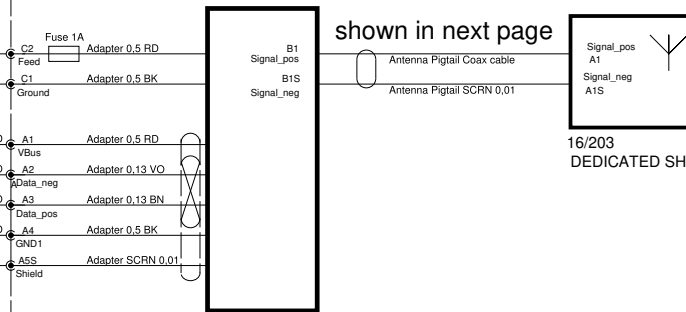 shown in next page
Fuse 1A
C2
Adapter 0,5 RD
Feed
C1
Adapter 0,5 BK
Ground
B1
Signal_pos
B1S
Signal_neg
Antenna Pigtail Coax cable
Antenna Pigtail SCRN 0,01
Signal_pos
A1
Signal_neg
A1S
16/203
DEDICATED SH
A1
Adapter 0,5 RD
VBus
A2
Adapter 0,13 VO
Data_neg
A3
Adapter 0,13 BN
Data_pos
A4
Adapter 0,5 BK
GND1
A5S
Adapter SCRN 0,01
Shield